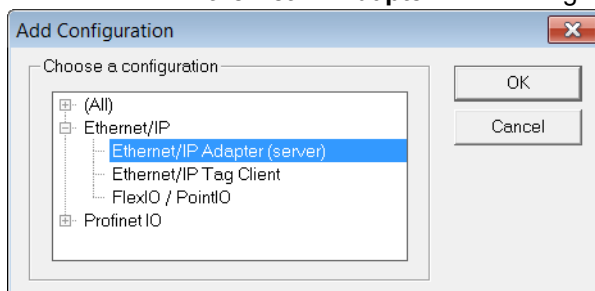 Add Configuration
Choose a configuration
OK
(All)
Ethernet/IP
Cancel
Ethernet/IP Adapter (server)
Ethernet/IP Tag Client
FlexIO / PointIO
Profinet IO